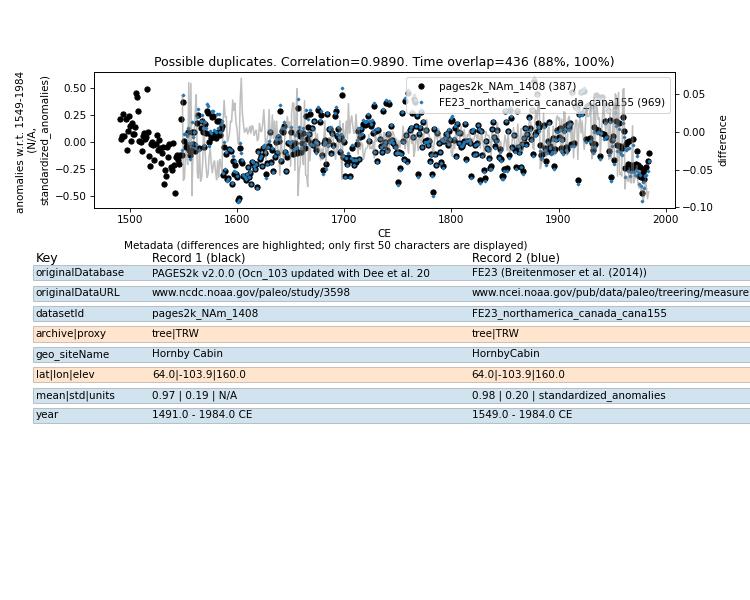 Possible duplicates. Correlation=0.9890. Time overlap=436 (88%, 100%)
anomalies w.r.t. 1549-1984
(N/A,
standardized_anomalies)
0.50
0.25
0.00
−0.25
−0.50
pages2k_NAm_1408 (387)
FE23_northamerica_canada_cana155 (969)
0.05
0.00
−0.05
−0.10
difference
1500 1600 1700 1800 1900 2000
CE
Metadata (differences are highlighted; only first 50 characters are displayed)
Key Record 1 (black) Record 2 (blue)
originalDatabase PAGES2k v2.0.0 (Ocn_103 updated with Dee et al. 20 FE23 (Breitenmoser et al. (2014))
originalDataURL www.ncdc.noaa.gov/paleo/study/3598 www.ncei.noaa.gov/pub/data/paleo/treering/measure
datasetId pages2k_NAm_1408 FE23_northamerica_canada_cana155
archive|proxy tree|TRW tree|TRW
geo_siteName Hornby Cabin HornbyCabin
lat|lon|elev 64.0|-103.9|160.0 64.0|-103.9|160.0
mean|std|units 0.97 | 0.19 | N/A 0.98 | 0.20 | standardized_anomalies
year 1491.0 - 1984.0 CE 1549.0 - 1984.0 CE